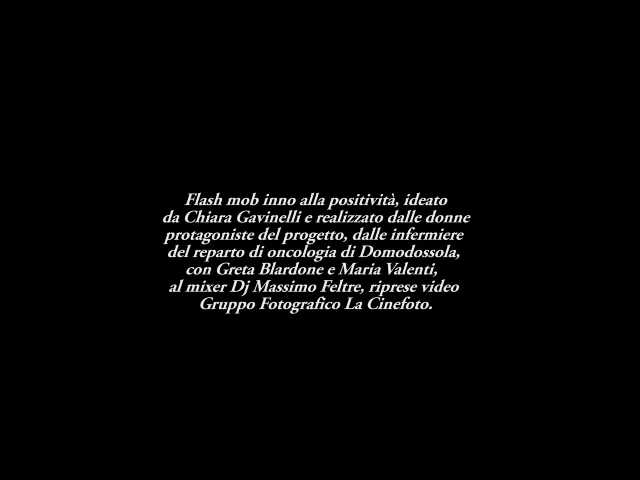 Flash mob inno alla positività, ideato
da Chiara Gavinelli e realizzato dalle donne
protagoniste del progetto, dalle infermiere
del reparto di oncologia di Domodossola,
con Greta Blardone e Maria Valenti,
al mixer Dj Massimo Feltre, riprese video
Gruppo Fotografico La Cinefoto.